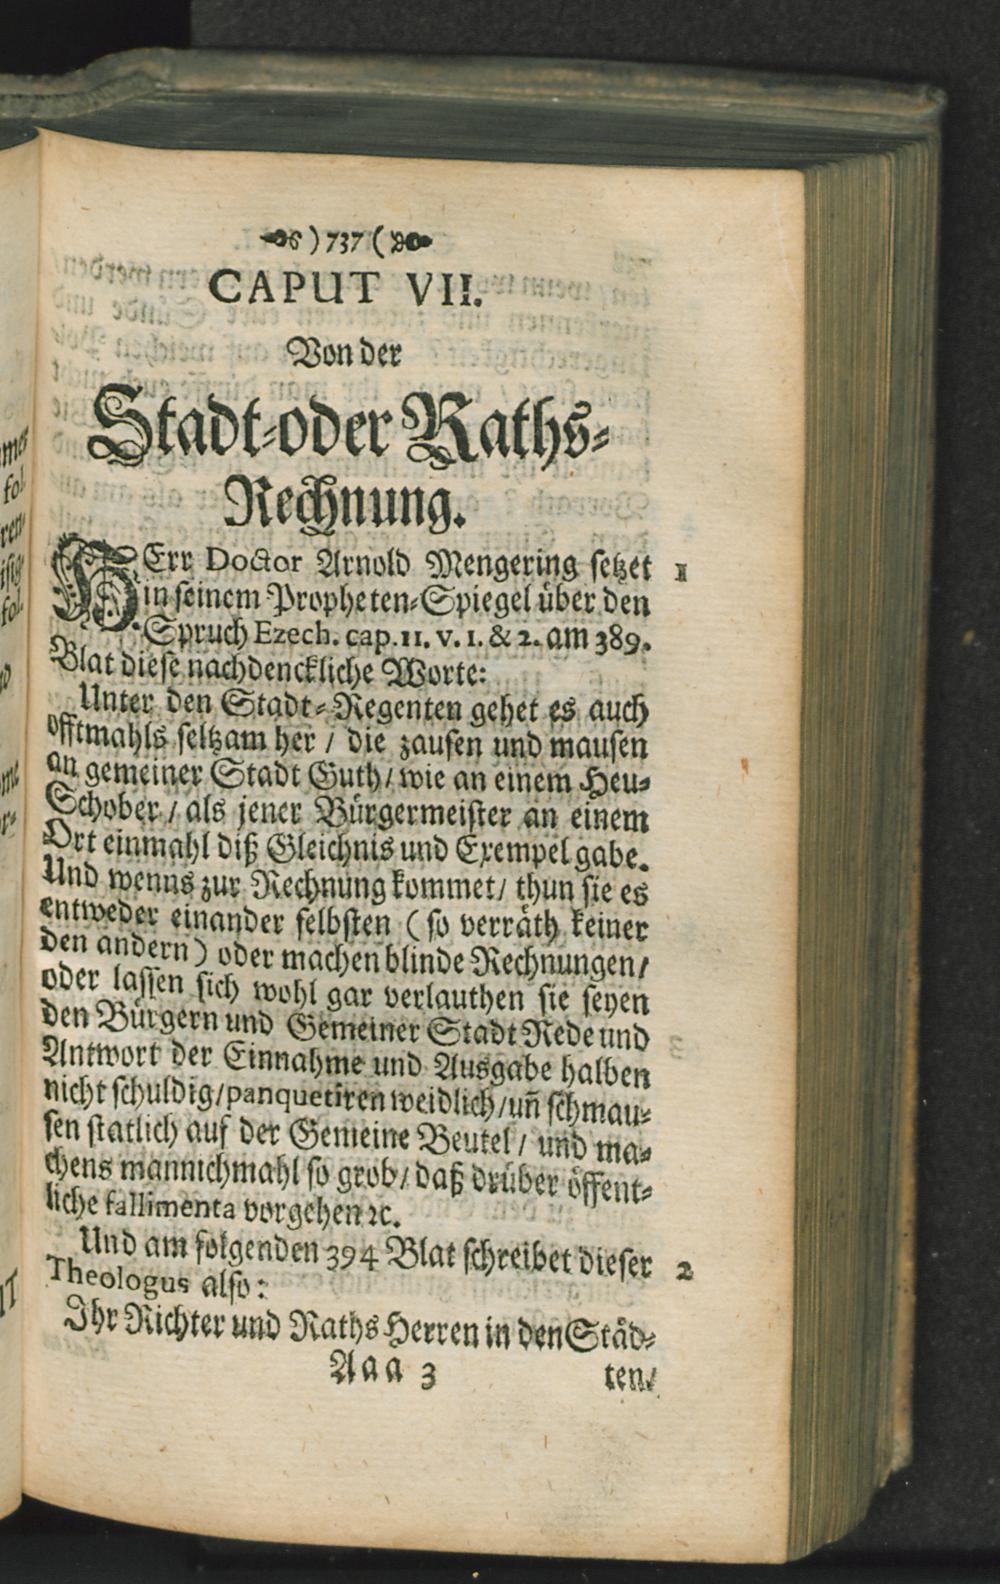 ) 737 (
CAPUT VII.
Von der
Stadt-oder Raths-
Rechnung.
HErr Doctor Arnold Mengering setzet 1
in seinem Propheten-Spiegel über den
Spruch Ezech. cap. 11. v. 1. & 2. am 389.
Blat diese nachdenckliche Worte:
Unter den Stadt-Regenten gehet es auch
offtmahls seltzam her / die zausen und mausen
an gemeiner Stadt Guth / wie an einem Heu-
Schober / als jener Bürgermeister an einem
Ort einmahl diß Gleichnis und Exempel gabe.
Und wenns zur Rechnung kommet / thun sie es
entweder einander selbsten ( so verräth keiner
den andern ) oder machen blinde Rechnungen /
oder lassen sich wohl gar verlauthen sie seyen
den Bürgern und Gemeiner Stadt Rede und
Antwort der Einnahme und Ausgabe halben
nicht schuldig / panquetiren weidlich / uñ schmau-
sen statlich auf der Gemeine Beutel / und ma-
chens mannichmahl so grob / daß drüber öffent-
liche fallimenta vorgehen ꝛc.
Und am folgenden 394 Blat schreibet dieser 2
Theologus also:
Ihr Richter und Raths Herren in den Städ-
Aaa 3 ten /